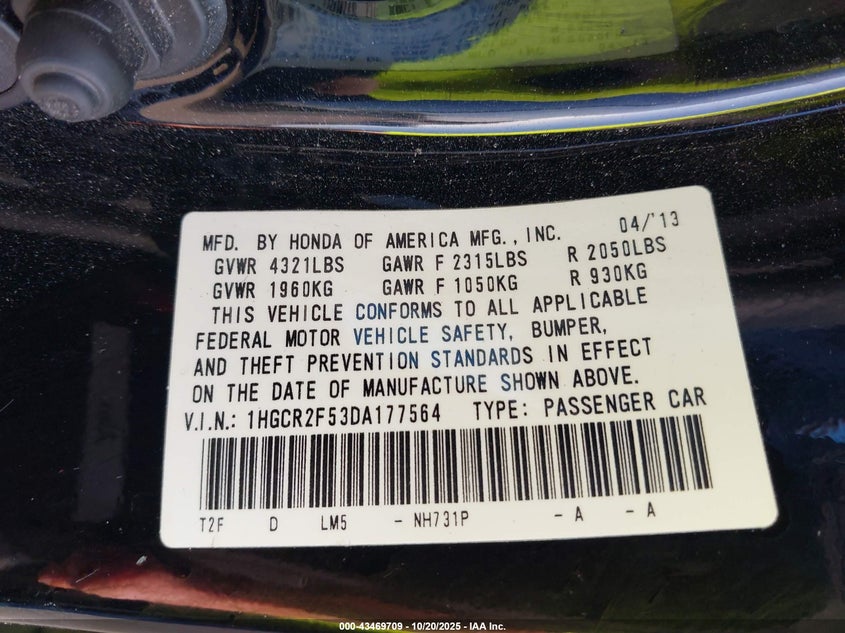 MFD. BY HONDA OF AMERICA MFG., INC. 04/'13
GVWR 4321LBS GAWR F 2315LBS R 2050LBS
GVWR 1960KG GAWR F 1050KG R 930KG
THIS VEHICLE CONFORMS TO ALL APPLICABLE
FEDERAL MOTOR VEHICLE SAFETY, BUMPER,
AND THEFT PREVENTION STANDARDS IN EFFECT
ON THE DATE OF MANUFACTURE SHOWN ABOVE.
V.I.N.: 1HGCR2F53DA177564 TYPE: PASSENGER CAR
T2F D LM5 - NH731P - A - A
000-43469709 - 10/20/2025 - IAA Inc.